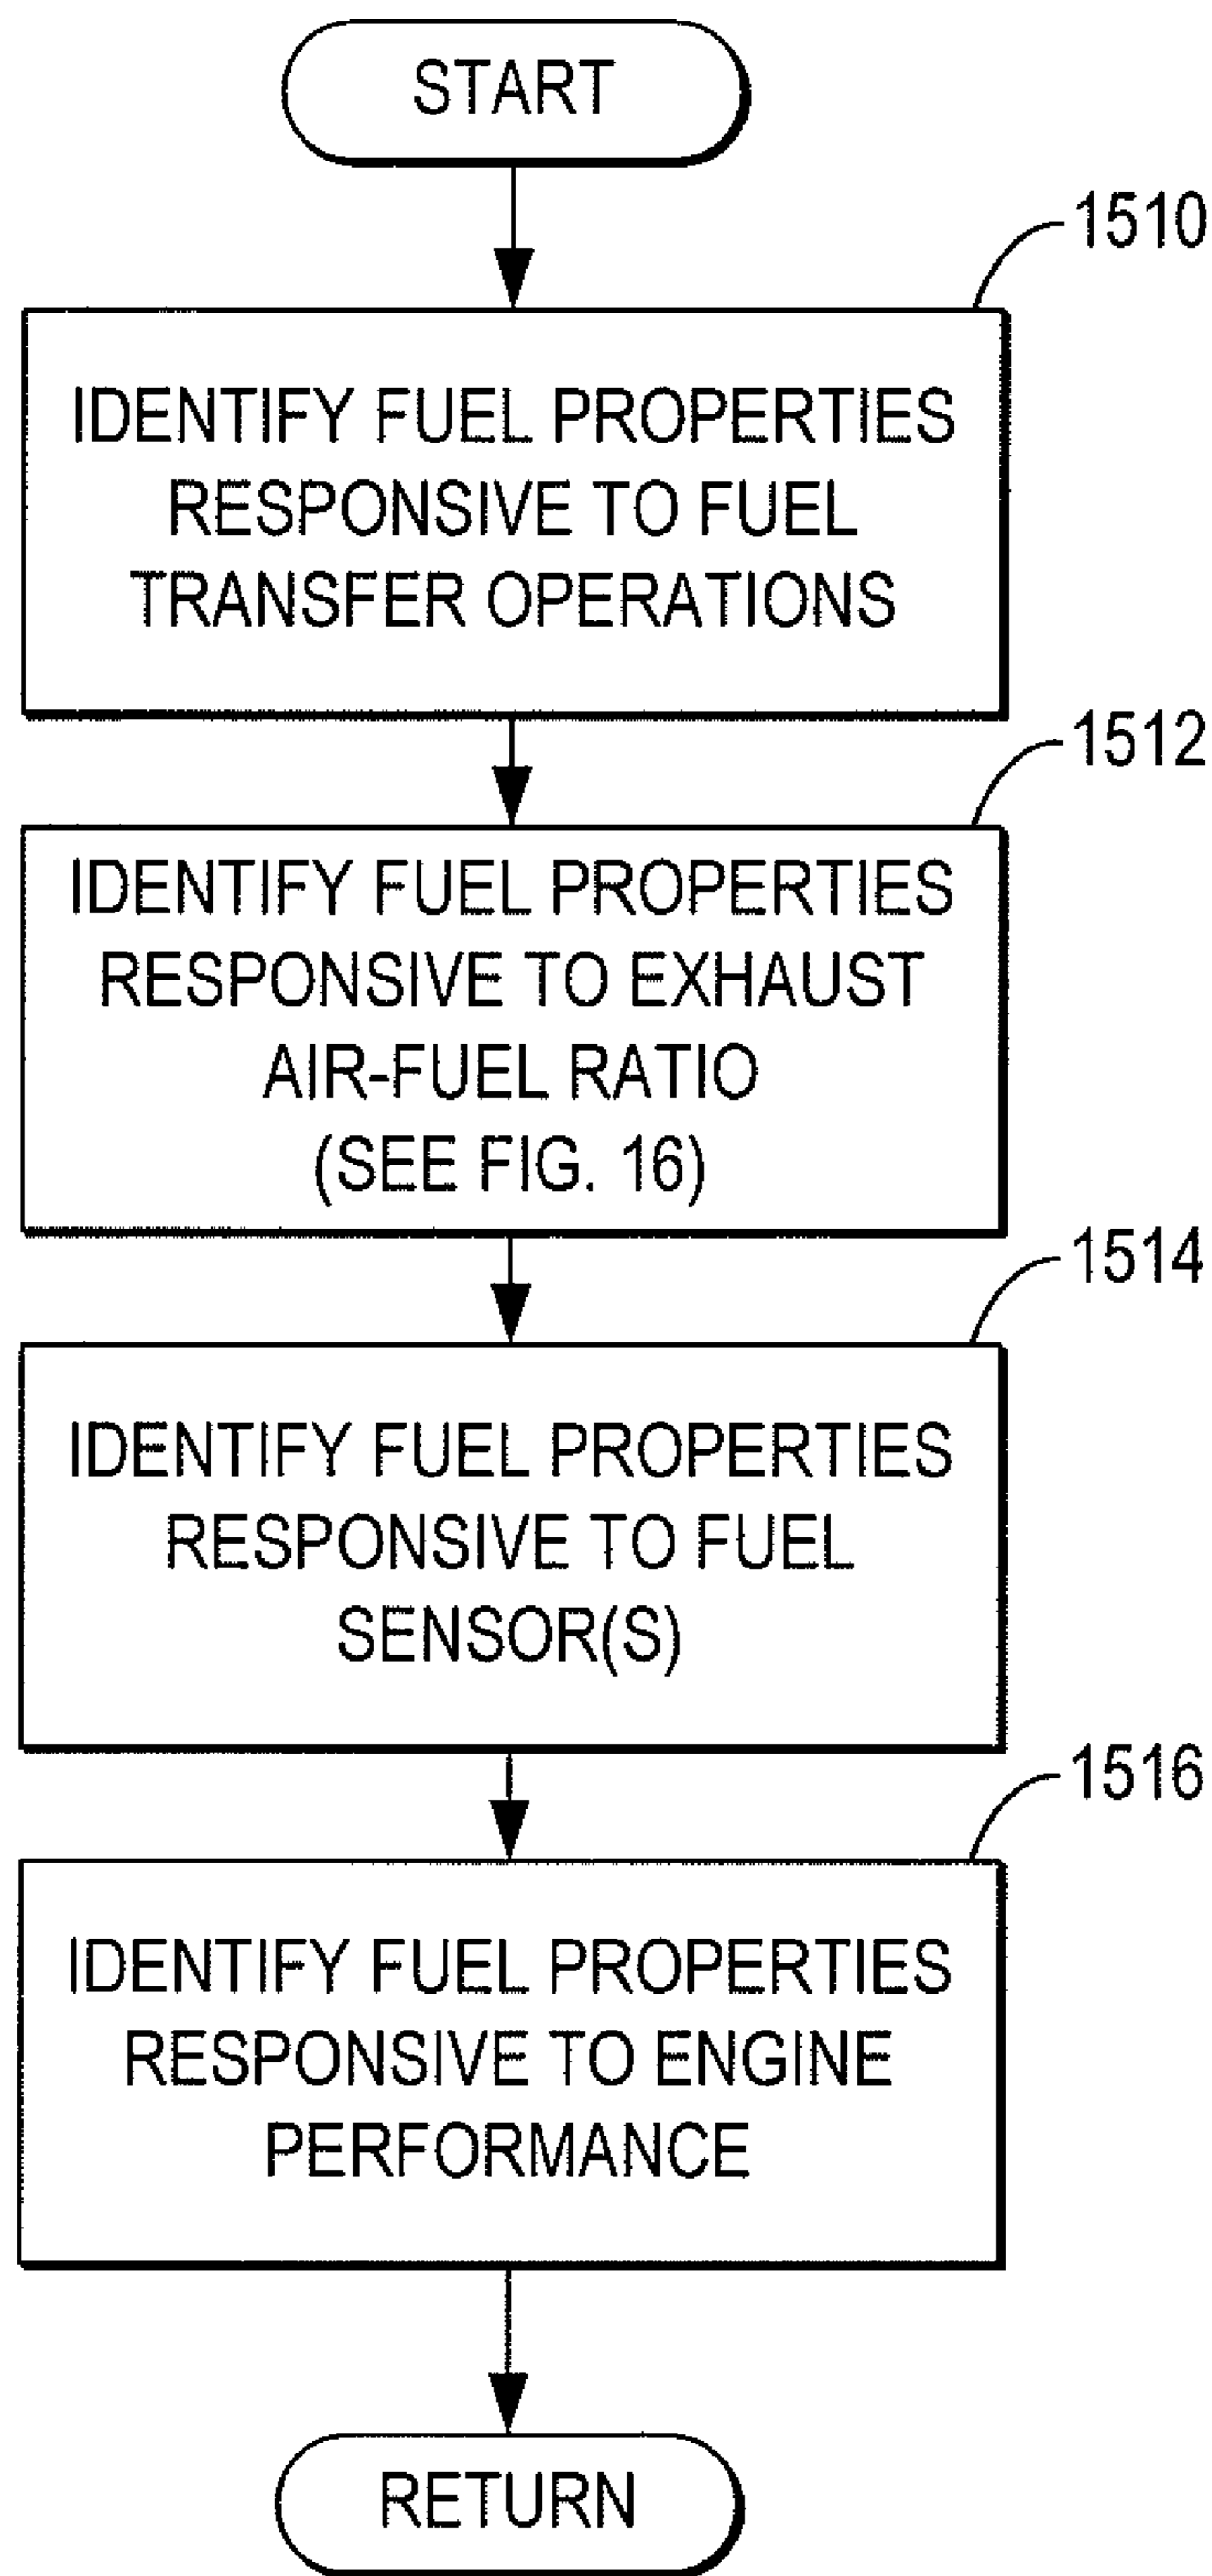 START
1510
IDENTIFY FUEL PROPERTIES
RESPONSIVE TO FUEL
TRANSFER OPERATIONS
1512
IDENTIFY FUEL PROPERTIES
RESPONSIVE TO EXHAUST
AIR-FUEL RATIO
(SEE FIG. 16)
1514
IDENTIFY FUEL PROPERTIES
RESPONSIVE TO FUEL
SENSOR(S)
1516
IDENTIFY FUEL PROPERTIES
RESPONSIVE TO ENGINE
PERFORMANCE
RETURN